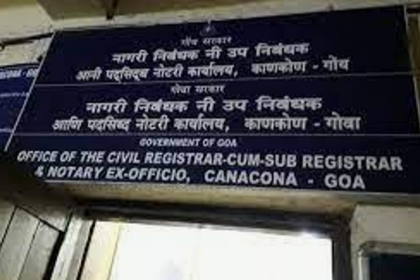 गोंय सरकार
नागरी निबंधक नी उप निबंधक
आनी पदसिद्ध नोटरी कार्यालय, काणकोण - गोंय
गोवा सरकार
नागरी निबंधक नी उप निबंधक
आणि पदसिध्द नोटरी कार्यालय, काणकोण - गोवा
GOVERNMENT OF GOA
OFFICE OF THE CIVIL REGISTRAR-CUM-SUB REGISTRAR
& NOTARY EX-OFFICIO, CANACONA - GOA